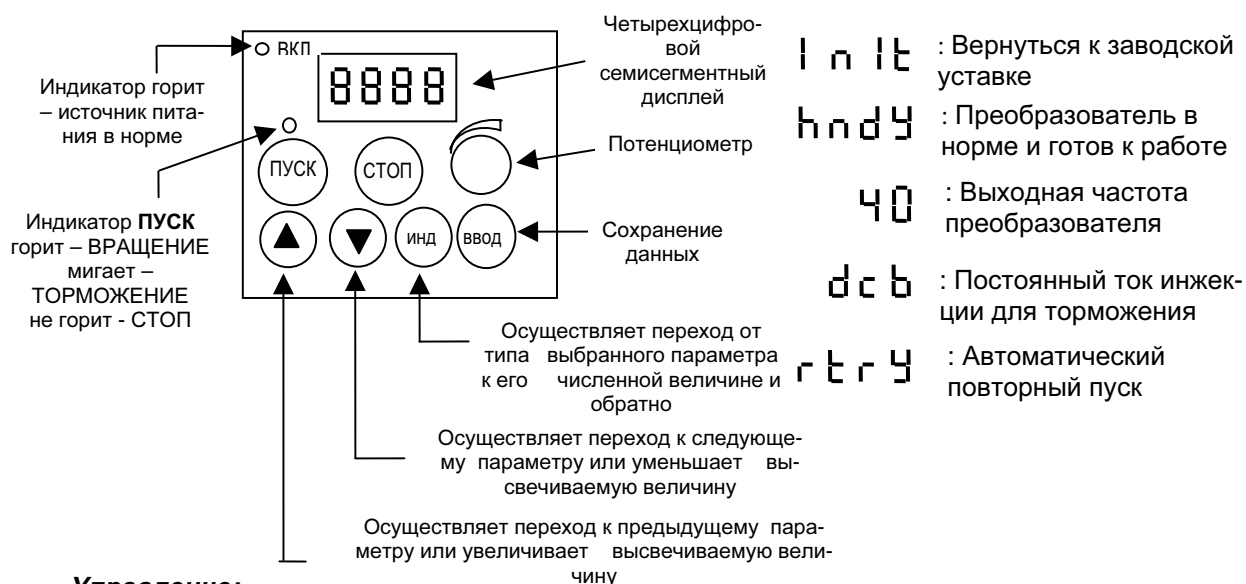 ВКП
8888
ПУСК
СТОП
инд
ввод
Индикатор горит
– источник пита-
ния в норме
Индикатор ПУСК
горит – ВРАЩЕНИЕ
мигает –
ТОРМОЖЕНИЕ
не горит - СТОП
Четырехцифро-
вой
семисегментный
дисплей
Потенциометр
Сохранение
данных
Осуществляет переход от
типа выбранного параметра
к его численной величине и
обратно
Осуществляет переход к следующе-
му параметру или уменьшает вы-
свечиваемую величину
Осуществляет переход к предыдущему пара-
метру или увеличивает высвечиваемую вели-
чину
InIt : Вернуться к заводской
уставке
hndY : Преобразователь в
норме и готов к работе
40 : Выходная частота
преобразователя
dcb : Постоянный ток инжек-
ции для торможения
rtrY : Автоматический
повторный пуск
Управление: